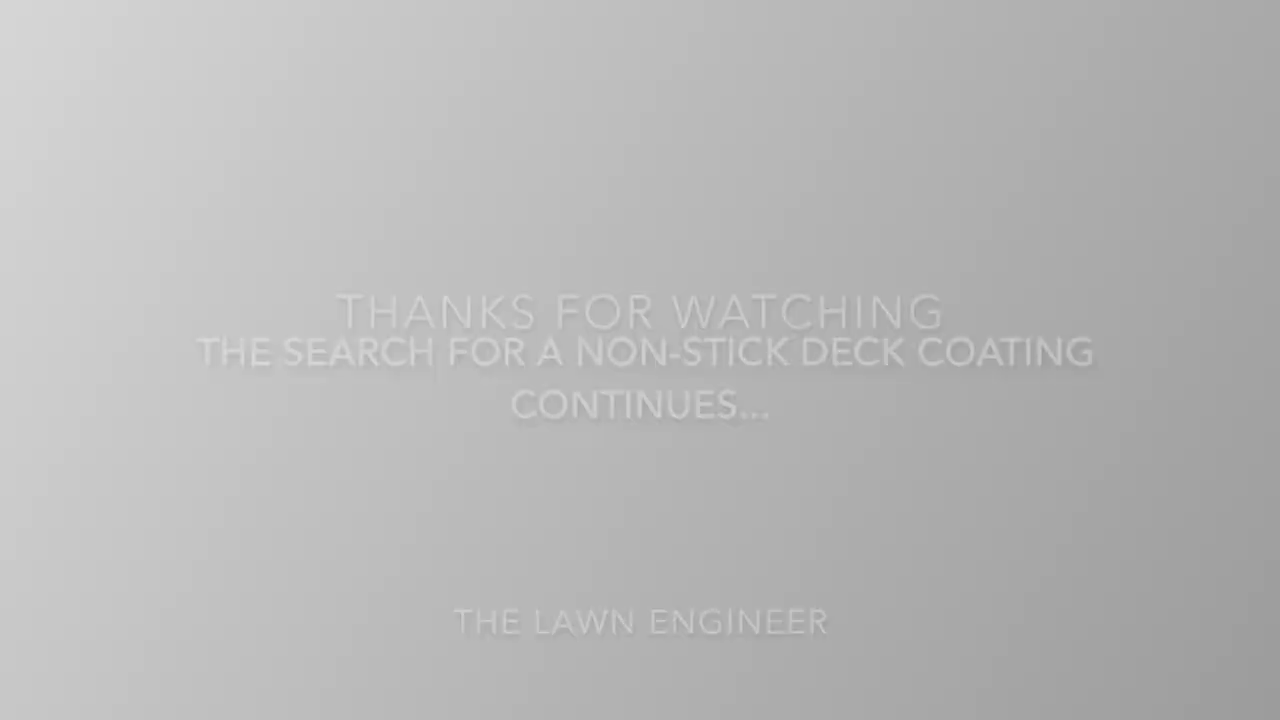 THANKS FOR WATCHING
THE SEARCH FOR A NON-STICK DECK COATING
CONTINUES...
THE LAWN ENGINEER